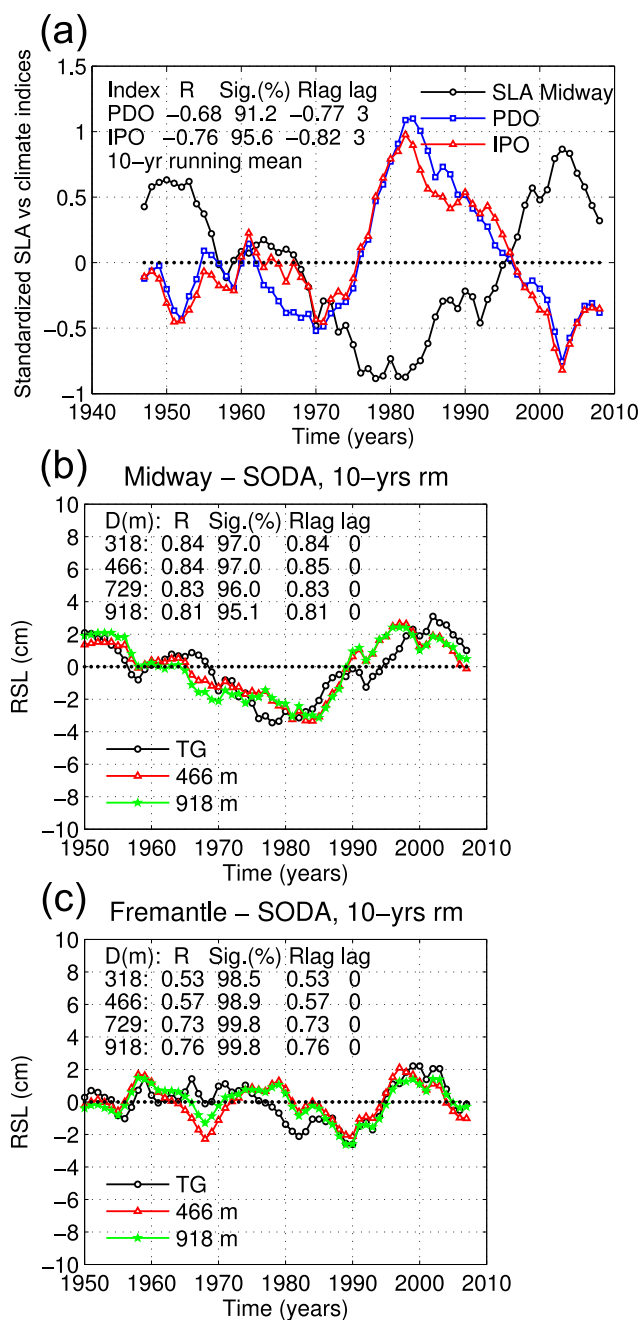 (a)
1.5
1
0.5
0
−0.5
−1
Standardized SLA vs climate indices
Index R Sig.(%) Rlag lag
PDO −0.68 91.2 −0.77 3
IPO −0.76 95.6 −0.82 3
10−yr running mean
SLA Midway
PDO
IPO
1940 1950 1960 1970 1980 1990 2000 2010
Time (years)
(b)
Midway − SODA, 10−yrs rm
10
8
6
4
2
0
−2
−4
−6
−8
−10
RSL (cm)
D(m): R Sig.(%) Rlag lag
318: 0.84 97.0 0.84 0
466: 0.84 97.0 0.85 0
729: 0.83 96.0 0.83 0
918: 0.81 95.1 0.81 0
TG
466 m
918 m
1950 1960 1970 1980 1990 2000 2010
Time (years)
(c)
Fremantle − SODA, 10−yrs rm
10
8
6
4
2
0
−2
−4
−6
−8
−10
RSL (cm)
D(m): R Sig.(%) Rlag lag
318: 0.53 98.5 0.53 0
466: 0.57 98.9 0.57 0
729: 0.73 99.8 0.73 0
918: 0.76 99.8 0.76 0
TG
466 m
918 m
1950 1960 1970 1980 1990 2000 2010
Time (years)